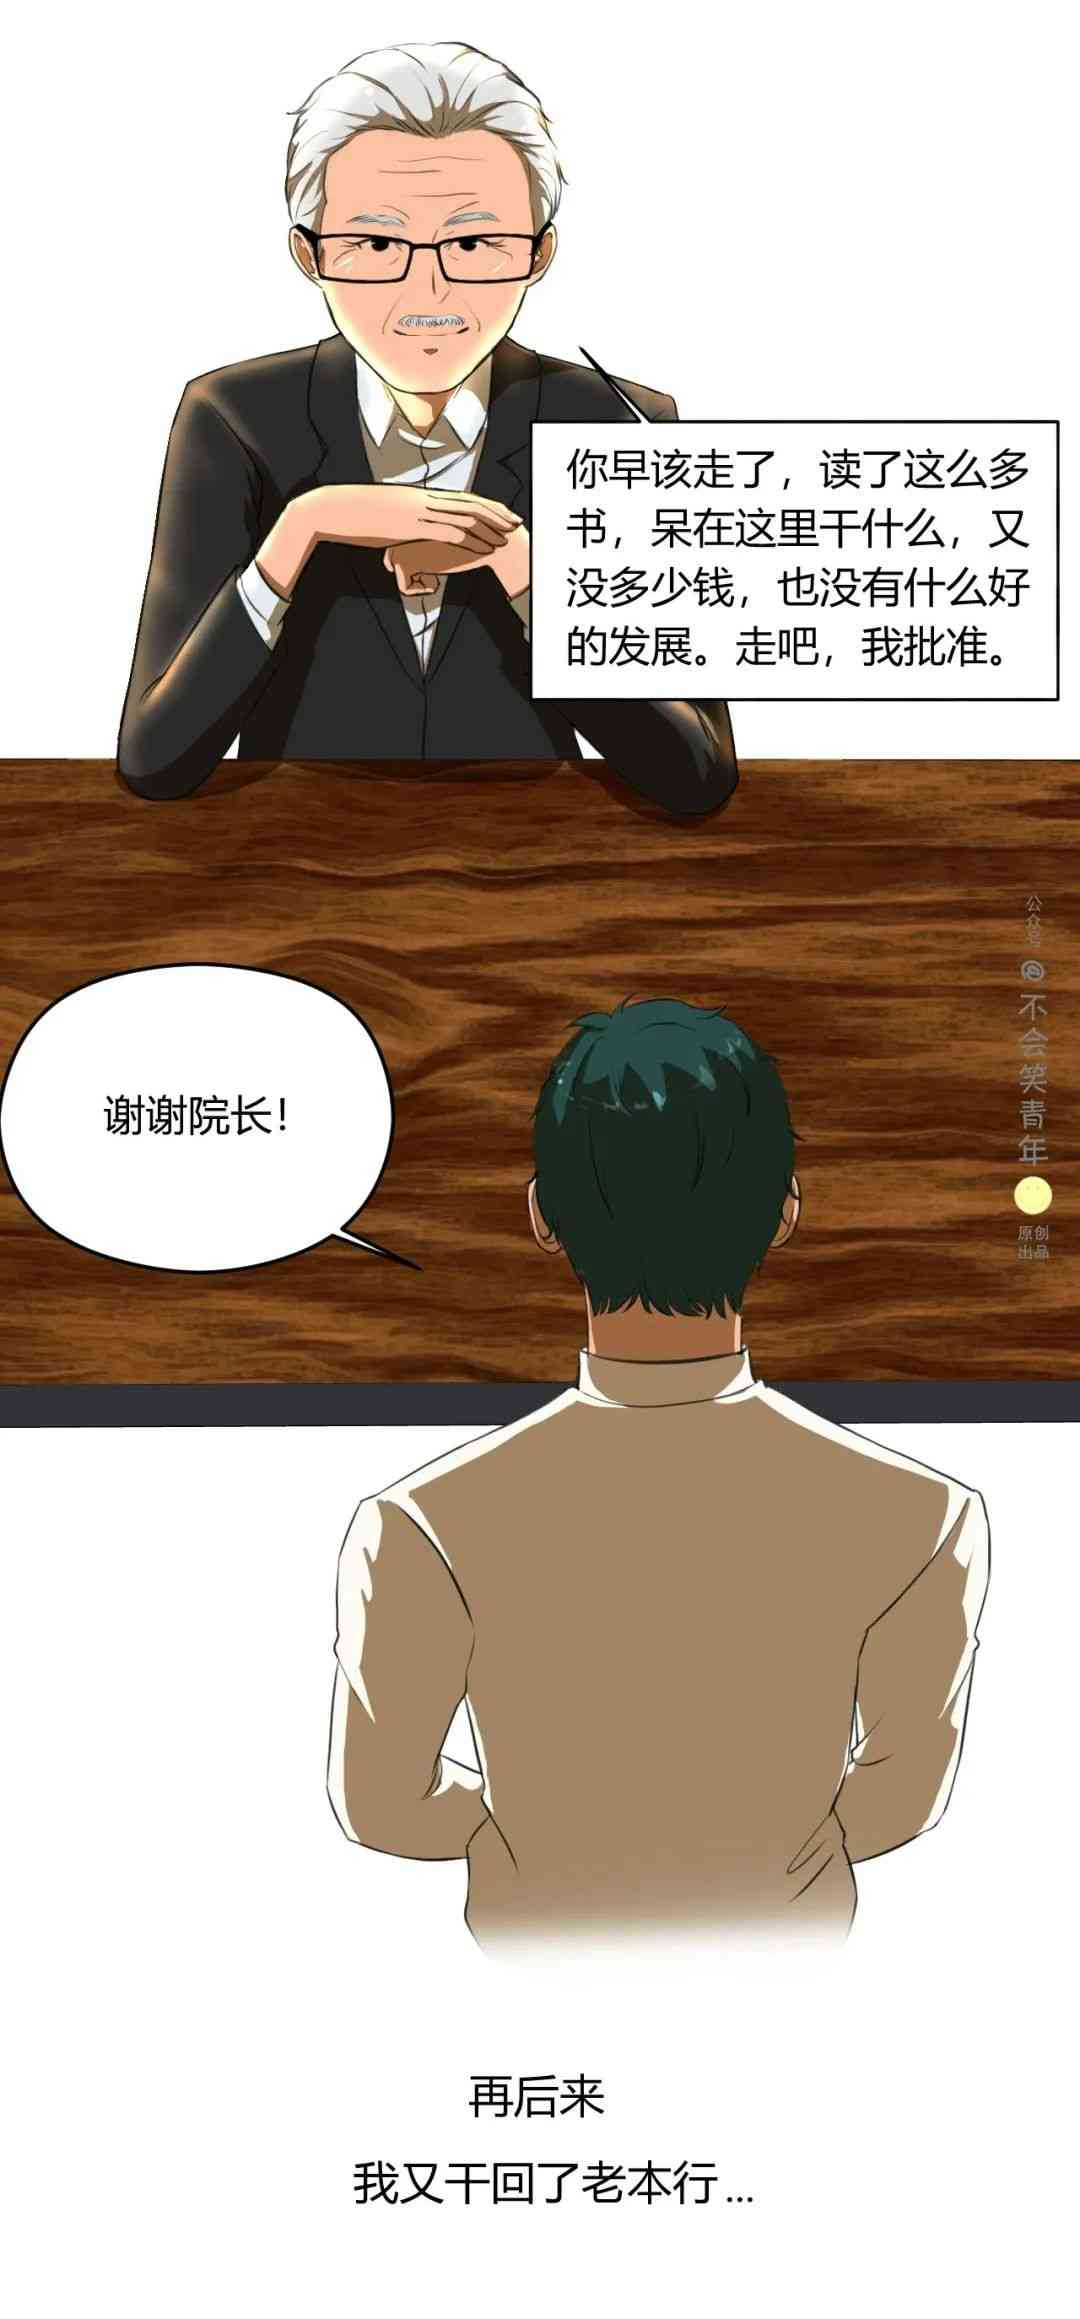 你早该走了，读了这么多
书，呆在这里干什么，又
没多少钱，也没有什么好
的发展。走吧，我批准。
公众号
不会笑青年
原创
出品
谢谢院长！
再后来
我又干回了老本行...